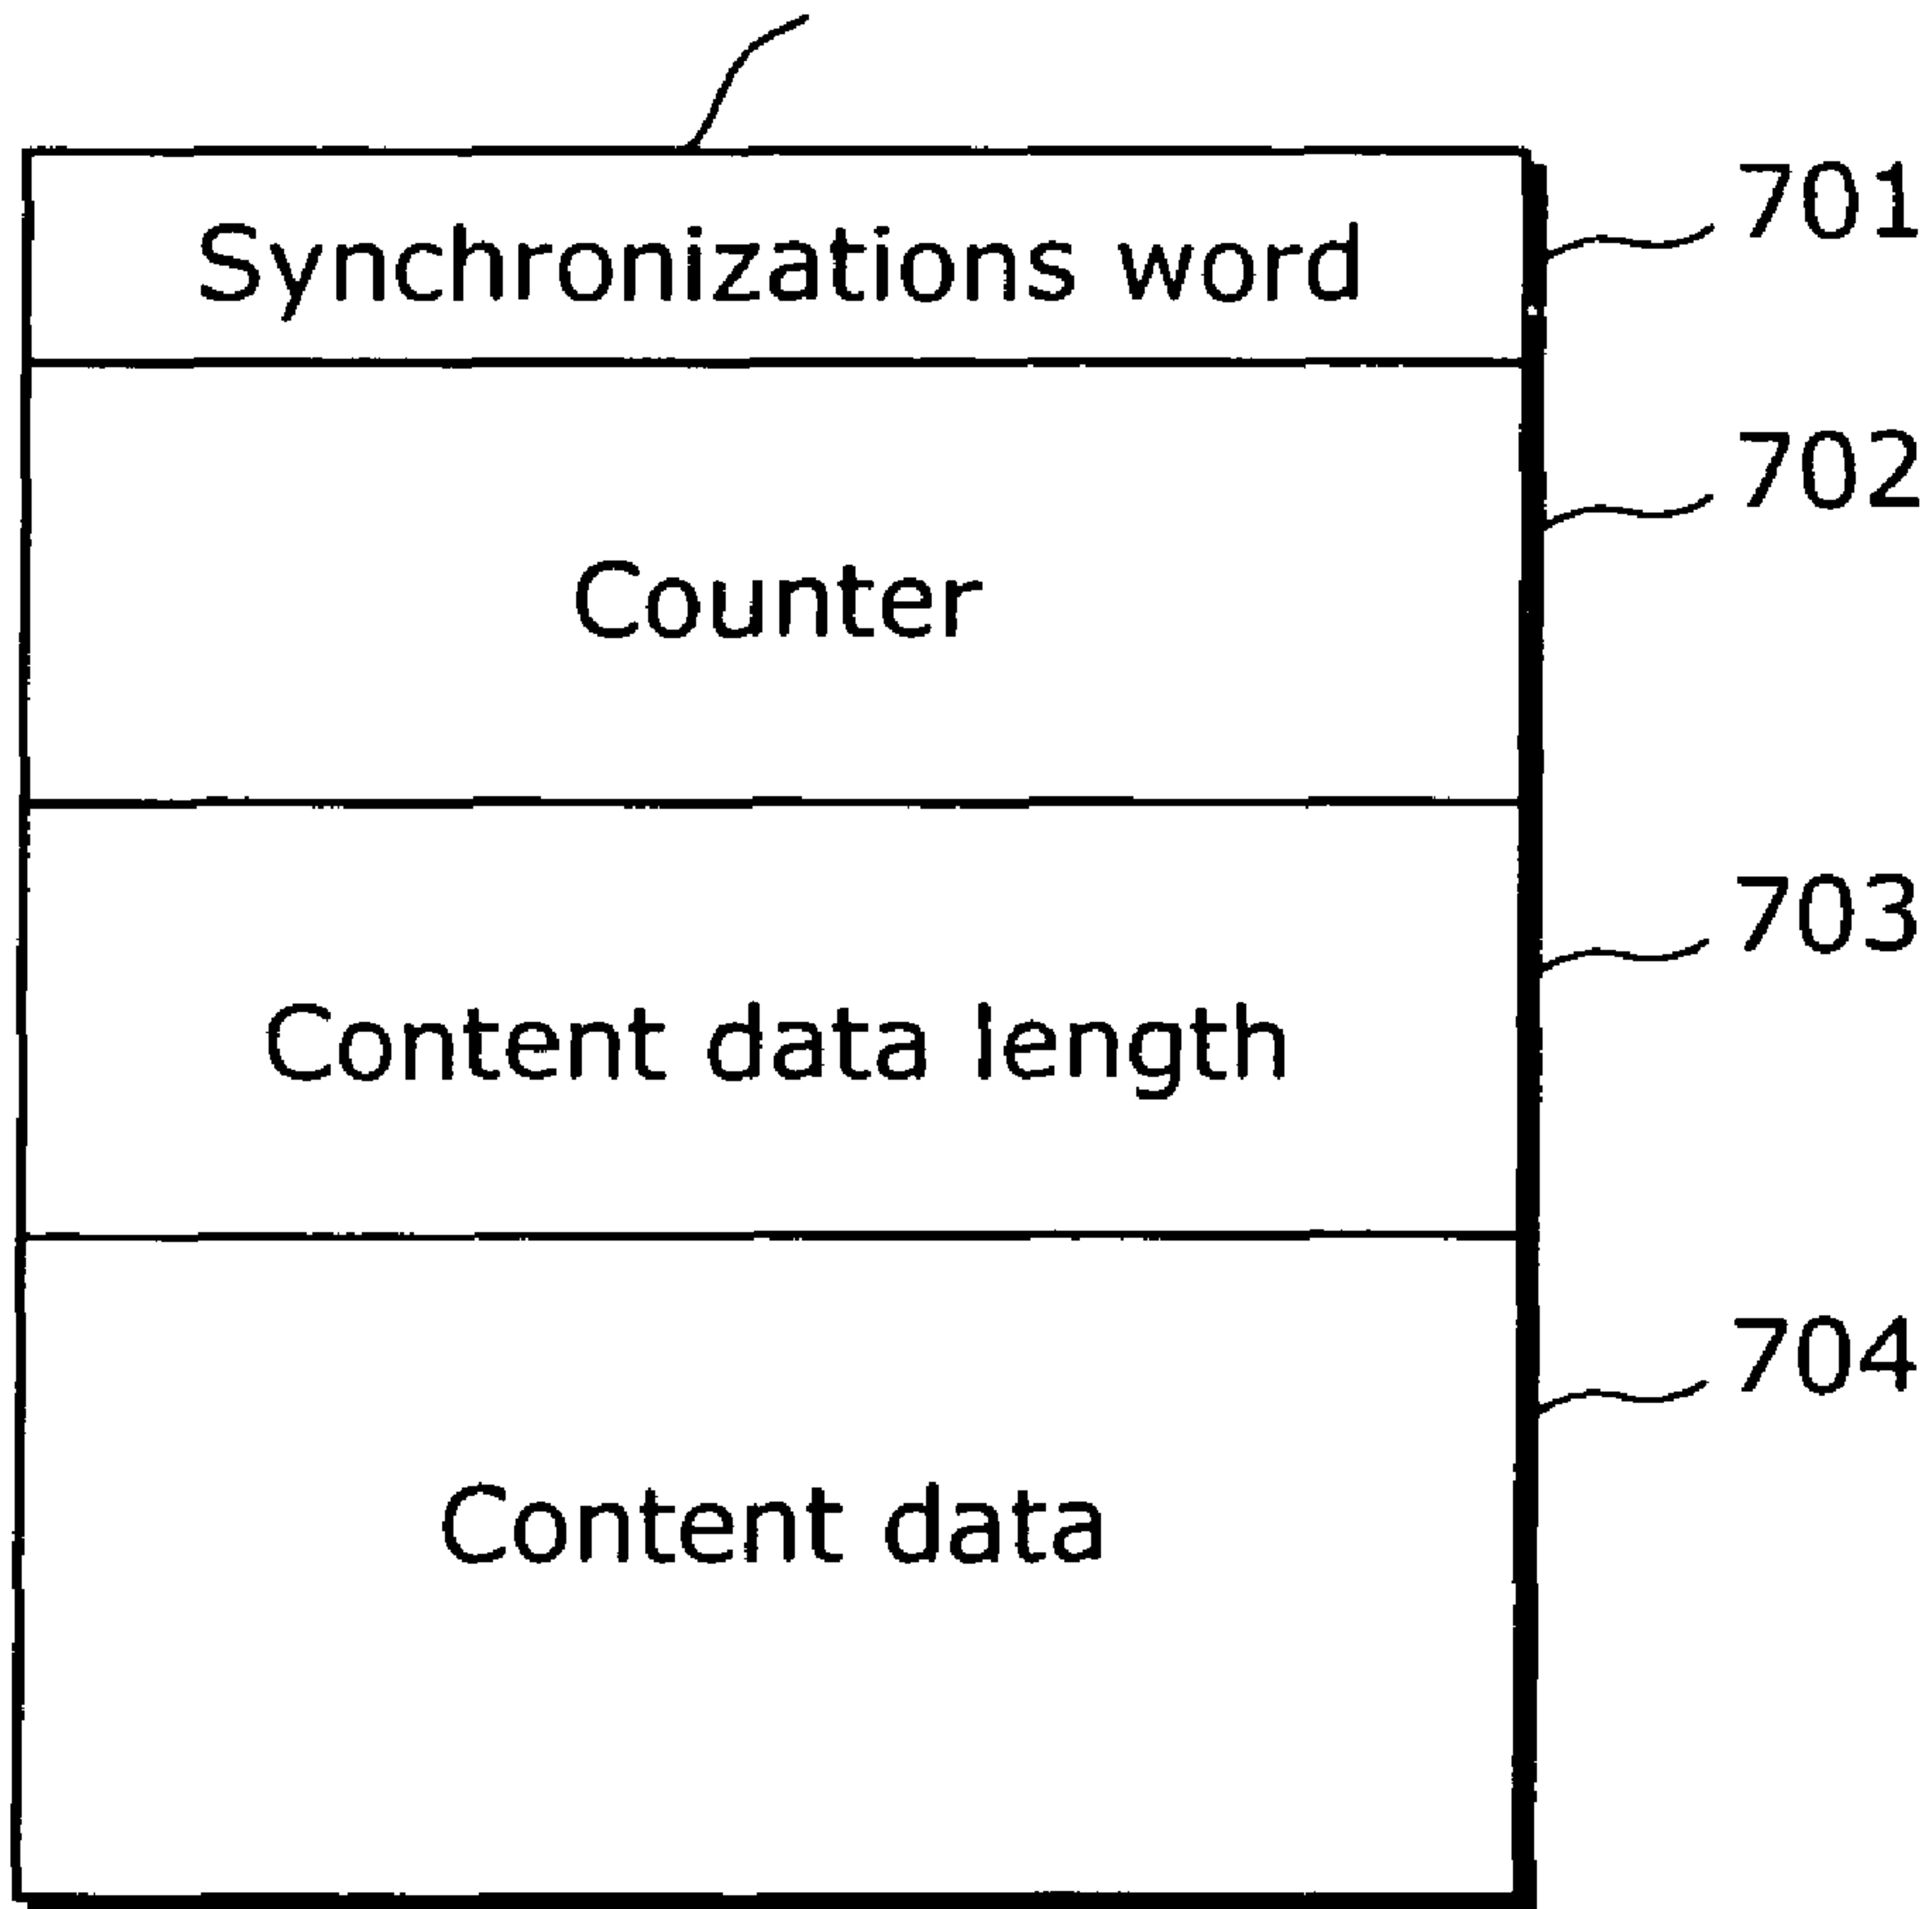 Synchronizations word 701
702
Counter
703
Content data length
704
Content data